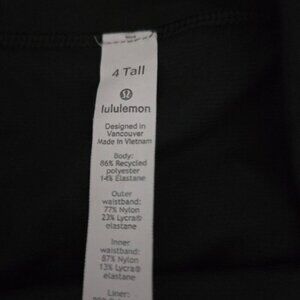 4 Tall
lululemon
Designed in
Vancouver
Made in Vietnam
Body:
86% Recycled
polyester
14% Elastane
Outer
waistband:
77% Nylon
23% Lycra®
elastane
Inner
waistband:
87% Nylon
13% Lycra®
elastane
Liner: